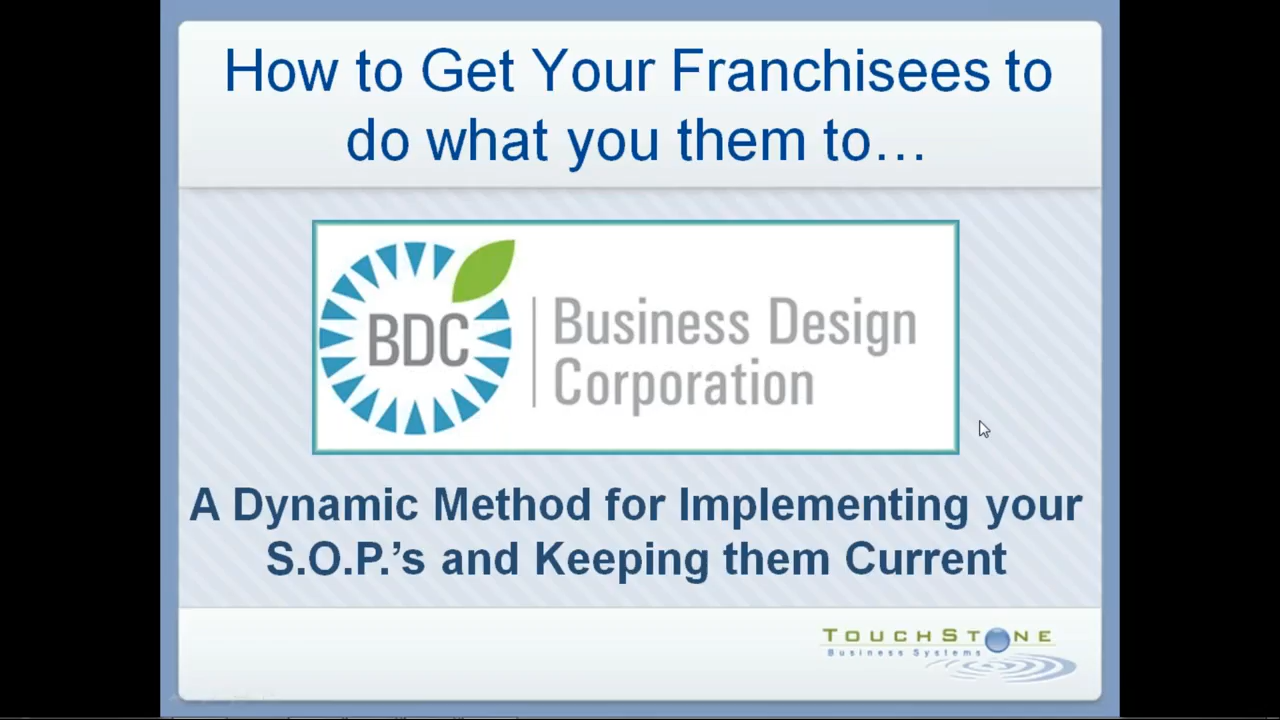 How to Get Your Franchisees to
do what you them to…
BDC
Business Design
Corporation
A Dynamic Method for Implementing your
S.O.P.’s and Keeping them Current
TOUCHSTONE
Business Systems